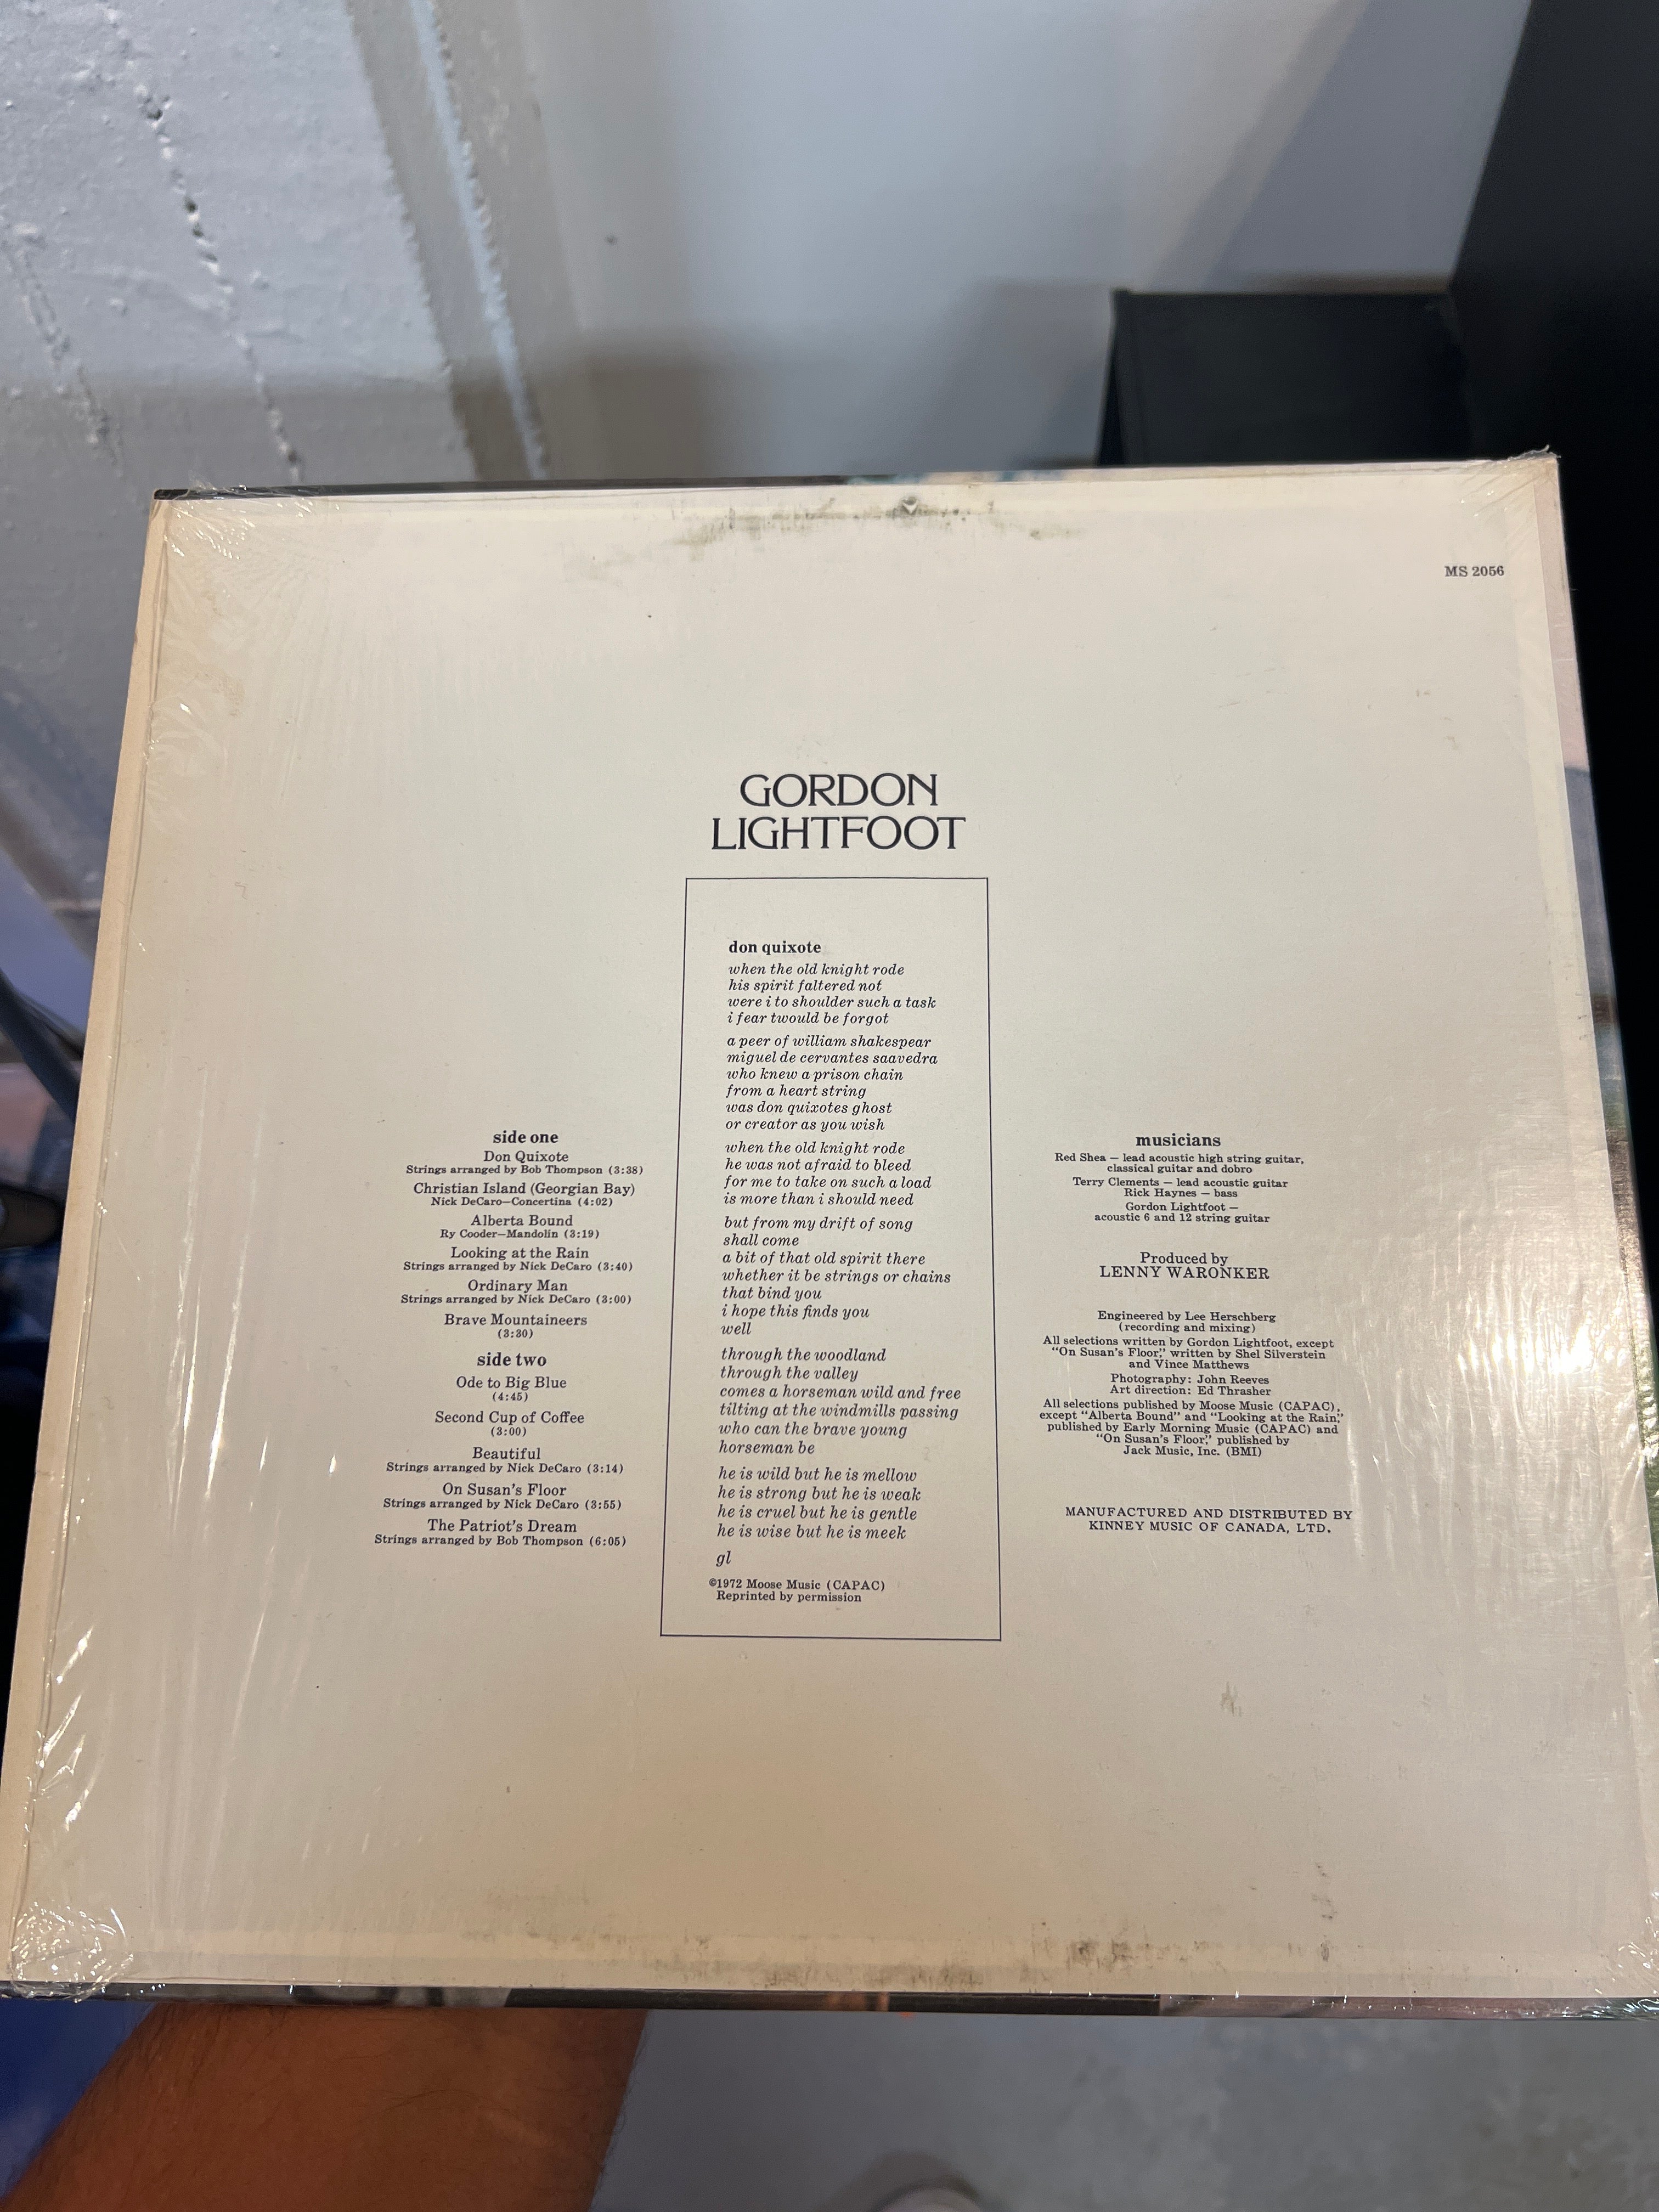 MS 2056
GORDON
LIGHTFOOT
don quixote
when the old knight rode
his spirit faltered not
were i to shoulder such a task
i fear twould be forgot
a peer of william shakespear
miguel de cervantes saavedra
who knew a prison chain
from a heart string
was don quixotes ghost
or creator as you wish
when the old knight rode
he was not afraid to bleed
for me to take on such a load
is more than i should need
but from my drift of song
shall come
a bit of that old spirit there
whether it be strings or chains
that bind you
i hope this finds you
well
through the woodland
through the valley
comes a horseman wild and free
tilting at the windmills passing
who can the brave young
horseman be
he is wild but he is mellow
he is strong but he is weak
he is cruel but he is gentle
he is wise but he is meek
gl
©1972 Moose Music (CAPAC)
Reprinted by permission
side one
Don Quixote
Strings arranged by Bob Thompson (3:38)
Christian Island (Georgian Bay)
Nick DeCaro—Concertina (4:02)
Alberta Bound
Ry Cooder—Mandolin (3:19)
Looking at the Rain
Strings arranged by Nick DeCaro (3:40)
Ordinary Man
Strings arranged by Nick DeCaro (3:00)
Brave Mountaineers
(3:30)
side two
Ode to Big Blue
(4:45)
Second Cup of Coffee
(3:00)
Beautiful
Strings arranged by Nick DeCaro (3:14)
On Susan's Floor
Strings arranged by Nick DeCaro (3:55)
The Patriot's Dream
Strings arranged by Bob Thompson (6:05)
musicians
Red Shea — lead acoustic high string guitar,
classical guitar and dobro
Terry Clements — lead acoustic guitar
Rick Haynes — bass
Gordon Lightfoot —
acoustic 6 and 12 string guitar
Produced by
LENNY WARONKER
Engineered by Lee Herschberg
(recording and mixing)
All selections written by Gordon Lightfoot, except
"On Susan's Floor," written by Shel Silverstein
and Vince Matthews
Photography: John Reeves
Art direction: Ed Thrasher
All selections published by Moose Music (CAPAC),
except "Alberta Bound" and "Looking at the Rain,"
published by Early Morning Music (CAPAC) and
"On Susan's Floor," published by
Jack Music, Inc. (BMI)
MANUFACTURED AND DISTRIBUTED BY
KINNEY MUSIC OF CANADA, LTD.